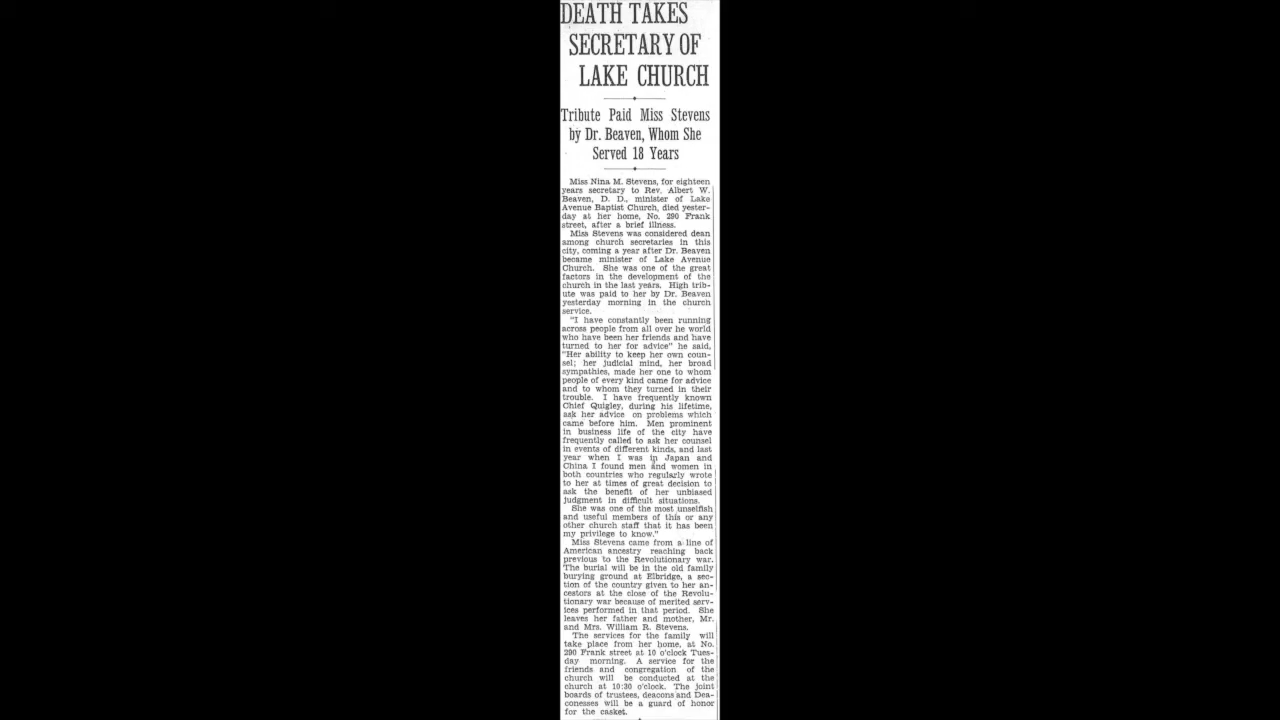 DEATH TAKES
SECRETARY OF
LAKE CHURCH
Tribute Paid Miss Stevens
by Dr. Beaven, Whom She
Served 18 Years
Miss Nina M. Stevens, for eighteen
years secretary to Rev. Albert W.
Beaven, D. D., minister of Lake
Avenue Baptist Church, died yester-
day at her home, No. 290 Frank
street, after a brief illness.
Miss Stevens was considered dean
among church secretaries in this
city, coming a year after Dr. Beaven
became minister of Lake Avenue
Church. She was one of the great
factors in the development of the
church in the last years. High trib-
ute was paid to her by Dr. Beaven
yesterday morning in the church
service.
"I have constantly been running
across people from all over he world
who have been her friends and have
turned to her for advice" he said,
"Her ability to keep her own coun-
sel; her judicial mind, her broad
sympathies, made her one to whom
people of every kind came for advice
and to whom they turned in their
trouble. I have frequently known
Chief Quigley, during his lifetime,
ask her advice on problems which
came before him. Men prominent
in business life of the city have
frequently called to ask her counsel
in events of different kinds, and last
year when I was in Japan and
China I found men and women in
both countries who regularly wrote
to her at times of great decision to
ask the benefit of her unbiased
judgment in difficult situations.
She was one of the most unselfish
and useful members of this or any
other church staff that it has been
my privilege to know."
Miss Stevens came from a line of
American ancestry reaching back
previous to the Revolutionary war.
The burial will be in the old family
burying ground at Elbridge, a sec-
tion of the country given to her an-
cestors at the close of the Revolu-
tionary war because of merited serv-
ices performed in that period. She
leaves her father and mother, Mr.
and Mrs. William R. Stevens.
The services for the family will
take place from her home, at No.
290 Frank street at 10 o'clock Tues-
day morning. A service for the
friends and congregation of the
church will be conducted at the
church at 10:30 o'clock. The joint
boards of trustees, deacons and Dea-
conesses will be a guard of honor
for the casket.